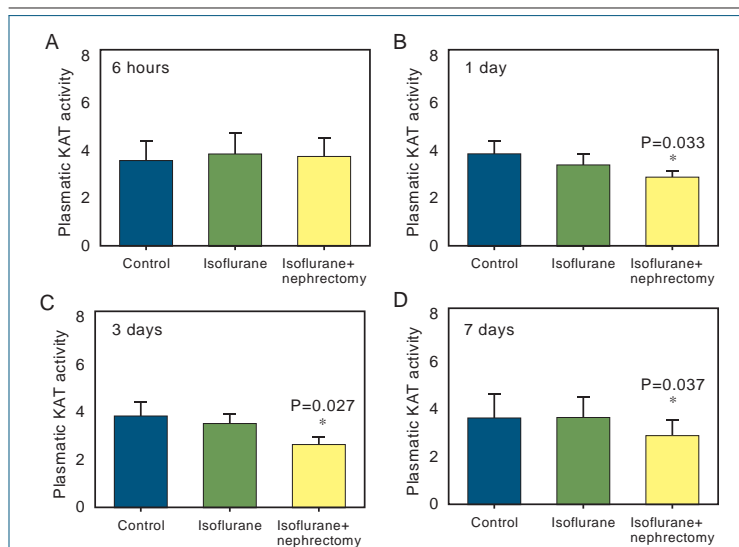 A
8
6
4
2
0
Plasmatic KAT activity
6 hours
Control
Isoflurane
Isoflurane+
nephrectomy
B
8
6
4
2
0
Plasmatic KAT activity
1 day
P=0.033
*
Control
Isoflurane
Isoflurane+
nephrectomy
C
8
6
4
2
0
Plasmatic KAT activity
3 days
P=0.027
*
Control
Isoflurane
Isoflurane+
nephrectomy
D
8
6
4
2
0
Plasmatic KAT activity
7 days
P=0.037
*
Control
Isoflurane
Isoflurane+
nephrectomy